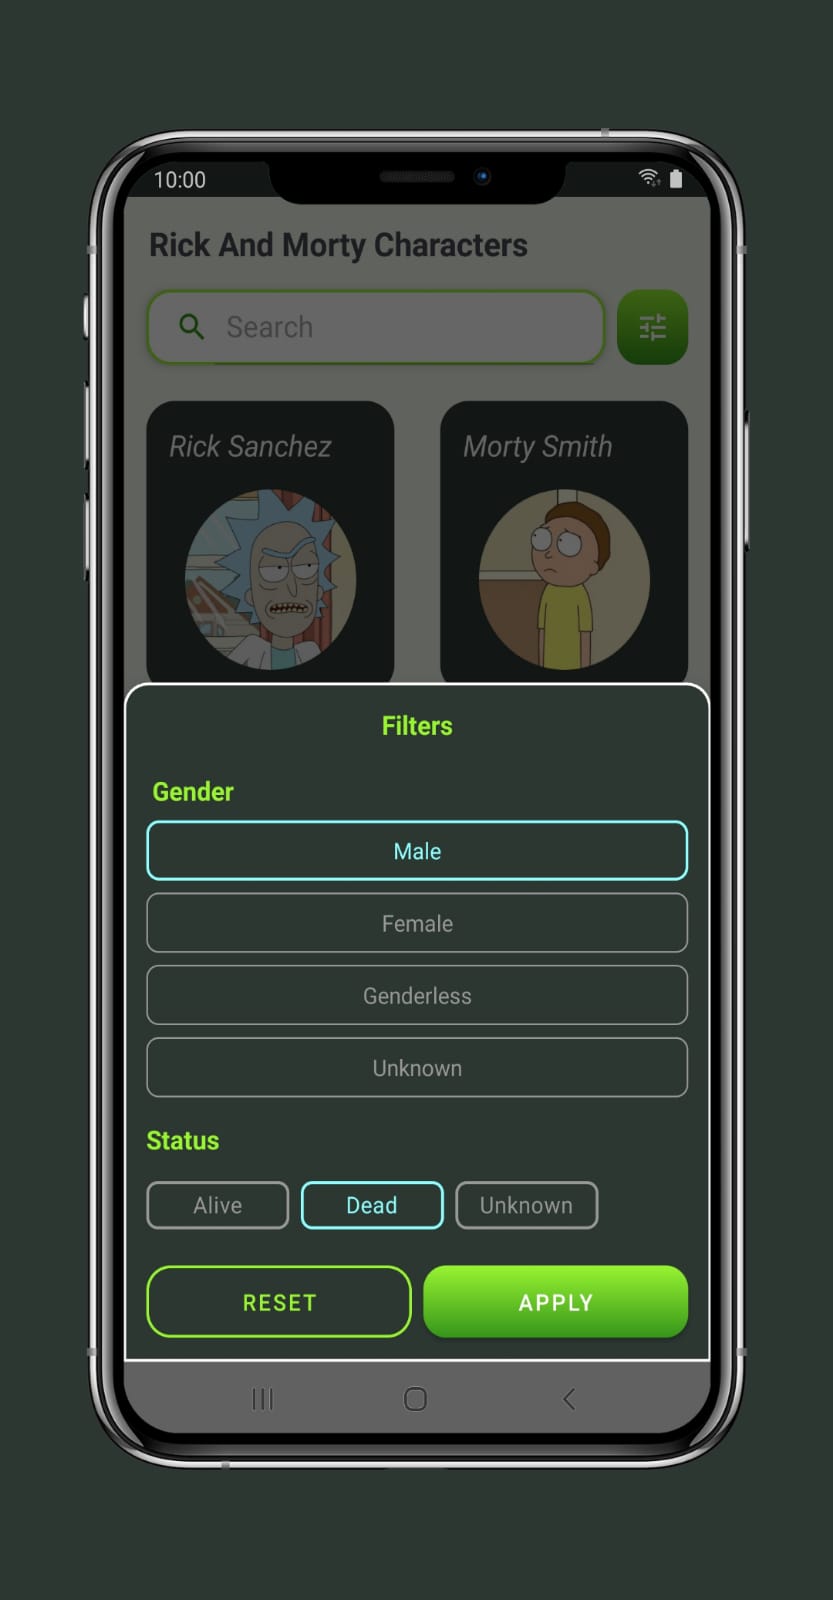 10:00
Rick And Morty Characters
Search
Rick Sanchez
Morty Smith
Filters
Gender
Male
Female
Genderless
Unknown
Status
Alive Dead Unknown
RESET APPLY